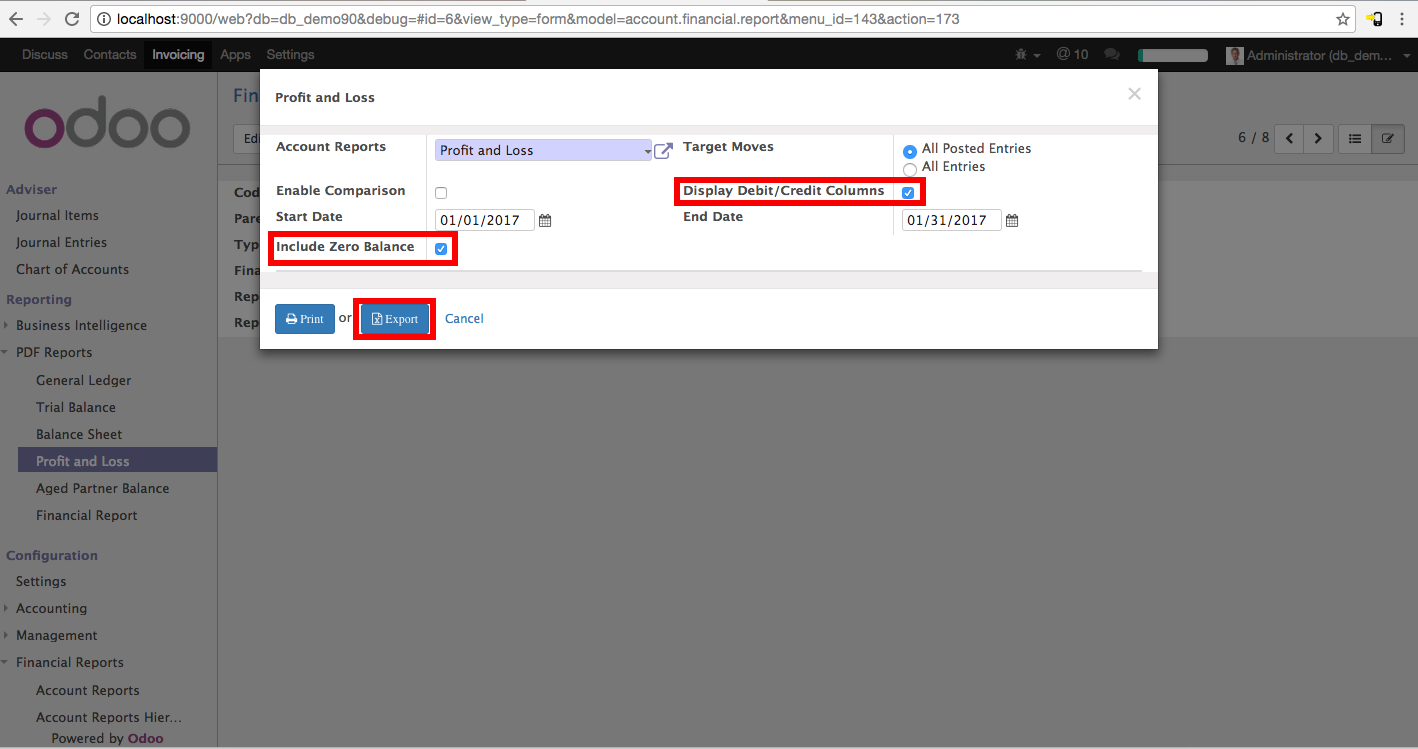 localhost:9000/web?db=db_demo90&debug=#id=6&view_type=form&model=account.financial.report&menu_id=143&action=173
Discuss Contacts Invoicing Apps Settings @ 10 Administrator (db_dem...
odoo
Fin
Profit and Loss ×
Edi
6 / 8
Account Reports Profit and Loss Target Moves All Posted Entries
All Entries
Enable Comparison Display Debit/Credit Columns
Start Date 01/01/2017 End Date 01/31/2017
Include Zero Balance
Print or Export Cancel
Cod
Pare
Typ
Fina
Rep
Rep
Adviser
Journal Items
Journal Entries
Chart of Accounts
Reporting
Business Intelligence
PDF Reports
General Ledger
Trial Balance
Balance Sheet
Profit and Loss
Aged Partner Balance
Financial Report
Configuration
Settings
Accounting
Management
Financial Reports
Account Reports
Account Reports Hier...
Powered by Odoo